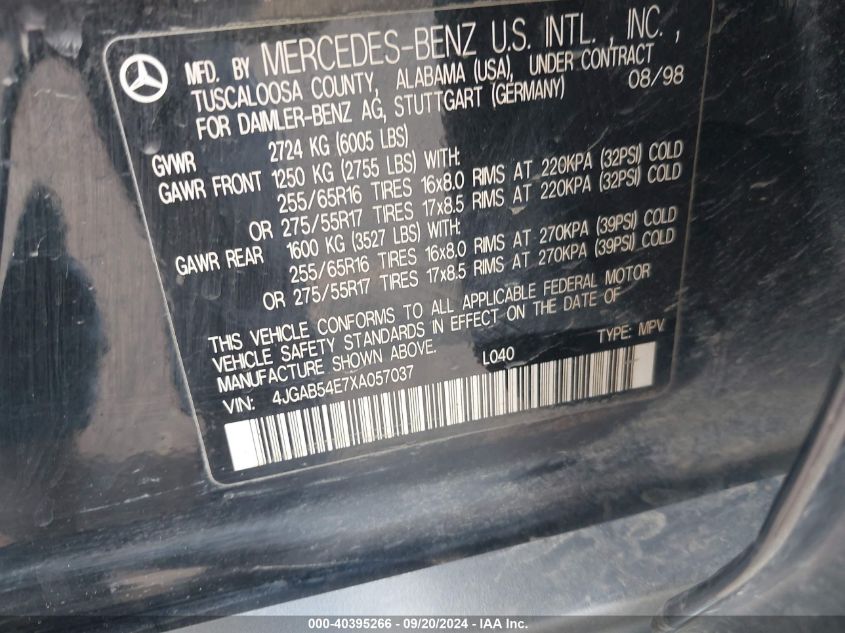 MFD. BY MERCEDES-BENZ U.S. INTL., INC.,
TUSCALOOSA COUNTY, ALABAMA (USA), UNDER CONTRACT
FOR DAIMLER-BENZ AG, STUTTGART (GERMANY) 08/98
GVWR 2724 KG (6005 LBS)
GAWR FRONT 1250 KG (2755 LBS) WITH:
255/65R16 TIRES 16x8.0 RIMS AT 220KPA (32PSI) COLD
OR 275/55R17 TIRES 17x8.5 RIMS AT 220KPA (32PSI) COLD
GAWR REAR 1600 KG (3527 LBS) WITH:
255/65R16 TIRES 16x8.0 RIMS AT 270KPA (39PSI) COLD
OR 275/55R17 TIRES 17x8.5 RIMS AT 270KPA (39PSI) COLD
THIS VEHICLE CONFORMS TO ALL APPLICABLE FEDERAL MOTOR
VEHICLE SAFETY STANDARDS IN EFFECT ON THE DATE OF
MANUFACTURE SHOWN ABOVE. L040 TYPE: MPV
VIN: 4JGAB54E7XA057037
000-40395266 - 09/20/2024 - IAA Inc.